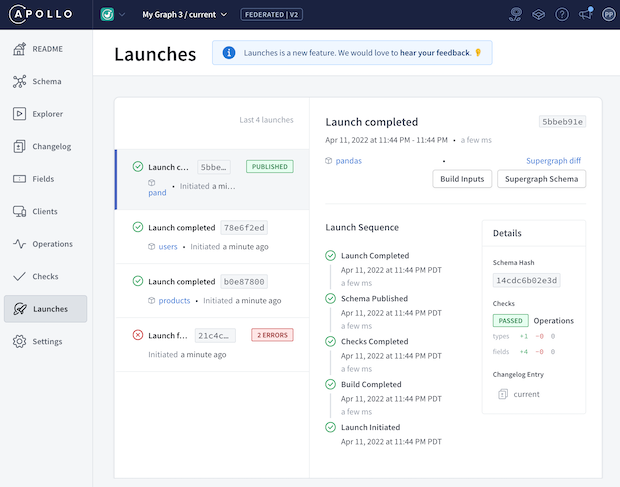 APOLLO
My Graph 3 / current
FEDERATED | V2
PP
README
Schema
Explorer
Changelog
Fields
Clients
Operations
Checks
Launches
Settings
Launches
Launches is a new feature. We would love to hear your feedback. 💡
Last 4 launches
Launch c... 5bbe... PUBLISHED
pand • Initiated a mi...
Launch completed 78e6f2ed
users • Initiated a minute ago
Launch completed b0e87800
products • Initiated a minute ago
Launch f... 21c4c... 2 ERRORS
Initiated a minute ago
Launch completed 5bbeb91e
Apr 11, 2022 at 11:44 PM - 11:44 PM • a few ms
pandas • Supergraph diff
Build Inputs Supergraph Schema
Launch Sequence
Launch Completed
Apr 11, 2022 at 11:44 PM PDT
a few ms
Schema Published
Apr 11, 2022 at 11:44 PM PDT
a few ms
Checks Completed
Apr 11, 2022 at 11:44 PM PDT
a few ms
Build Completed
Apr 11, 2022 at 11:44 PM PDT
a few ms
Launch Initiated
Apr 11, 2022 at 11:44 PM PDT
Details
Schema Hash
14cdc6b02e3d
Checks
PASSED Operations
types +1 −0 0
fields +4 −0 0
Changelog Entry
current